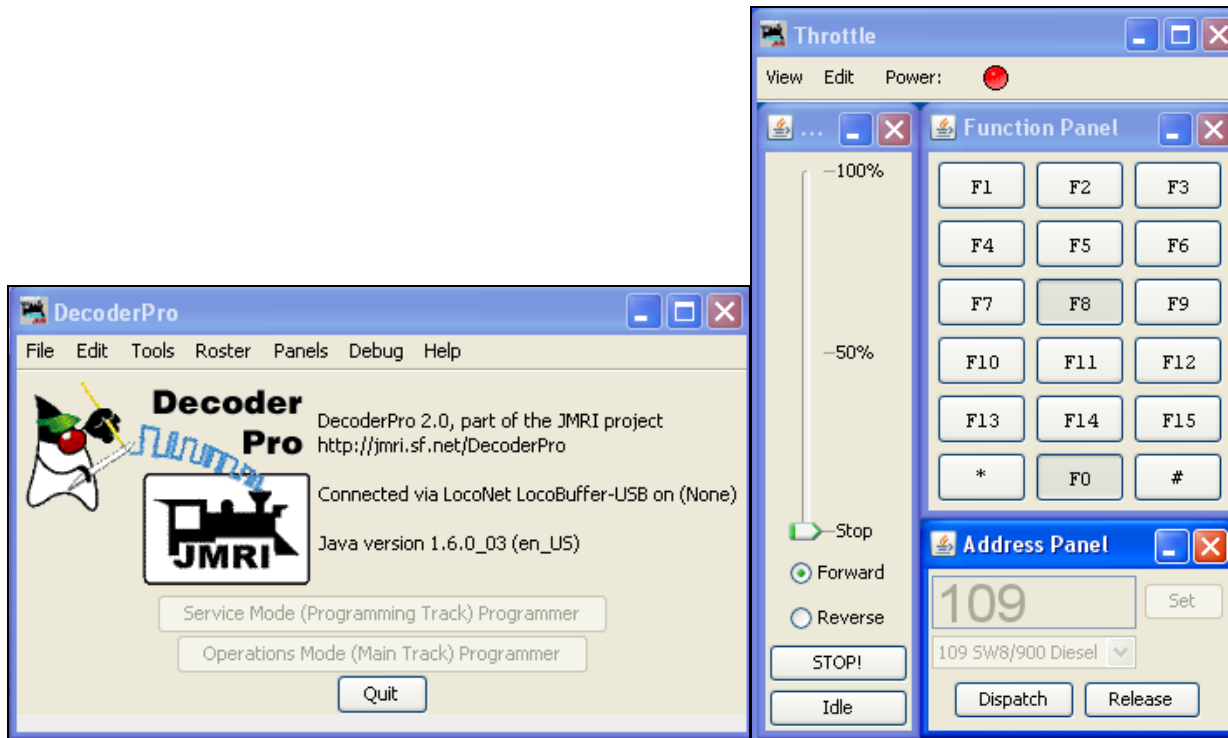 DecoderPro
File Edit Tools Roster Panels Debug Help
Decoder
Pro
DecoderPro 2.0, part of the JMRI project
http://jmri.sf.net/DecoderPro
Connected via LocoNet LocoBuffer-USB on (None)
Java version 1.6.0_03 (en_US)
JMRI
Service Mode (Programming Track) Programmer
Operations Mode (Main Track) Programmer
Quit
Throttle
View Edit Power:
...
100%
50%
Stop
Forward
Reverse
STOP!
Idle
Function Panel
F1 F2 F3
F4 F5 F6
F7 F8 F9
F10 F11 F12
F13 F14 F15
* F0 #
Address Panel
109 Set
109 SW8/900 Diesel
Dispatch Release